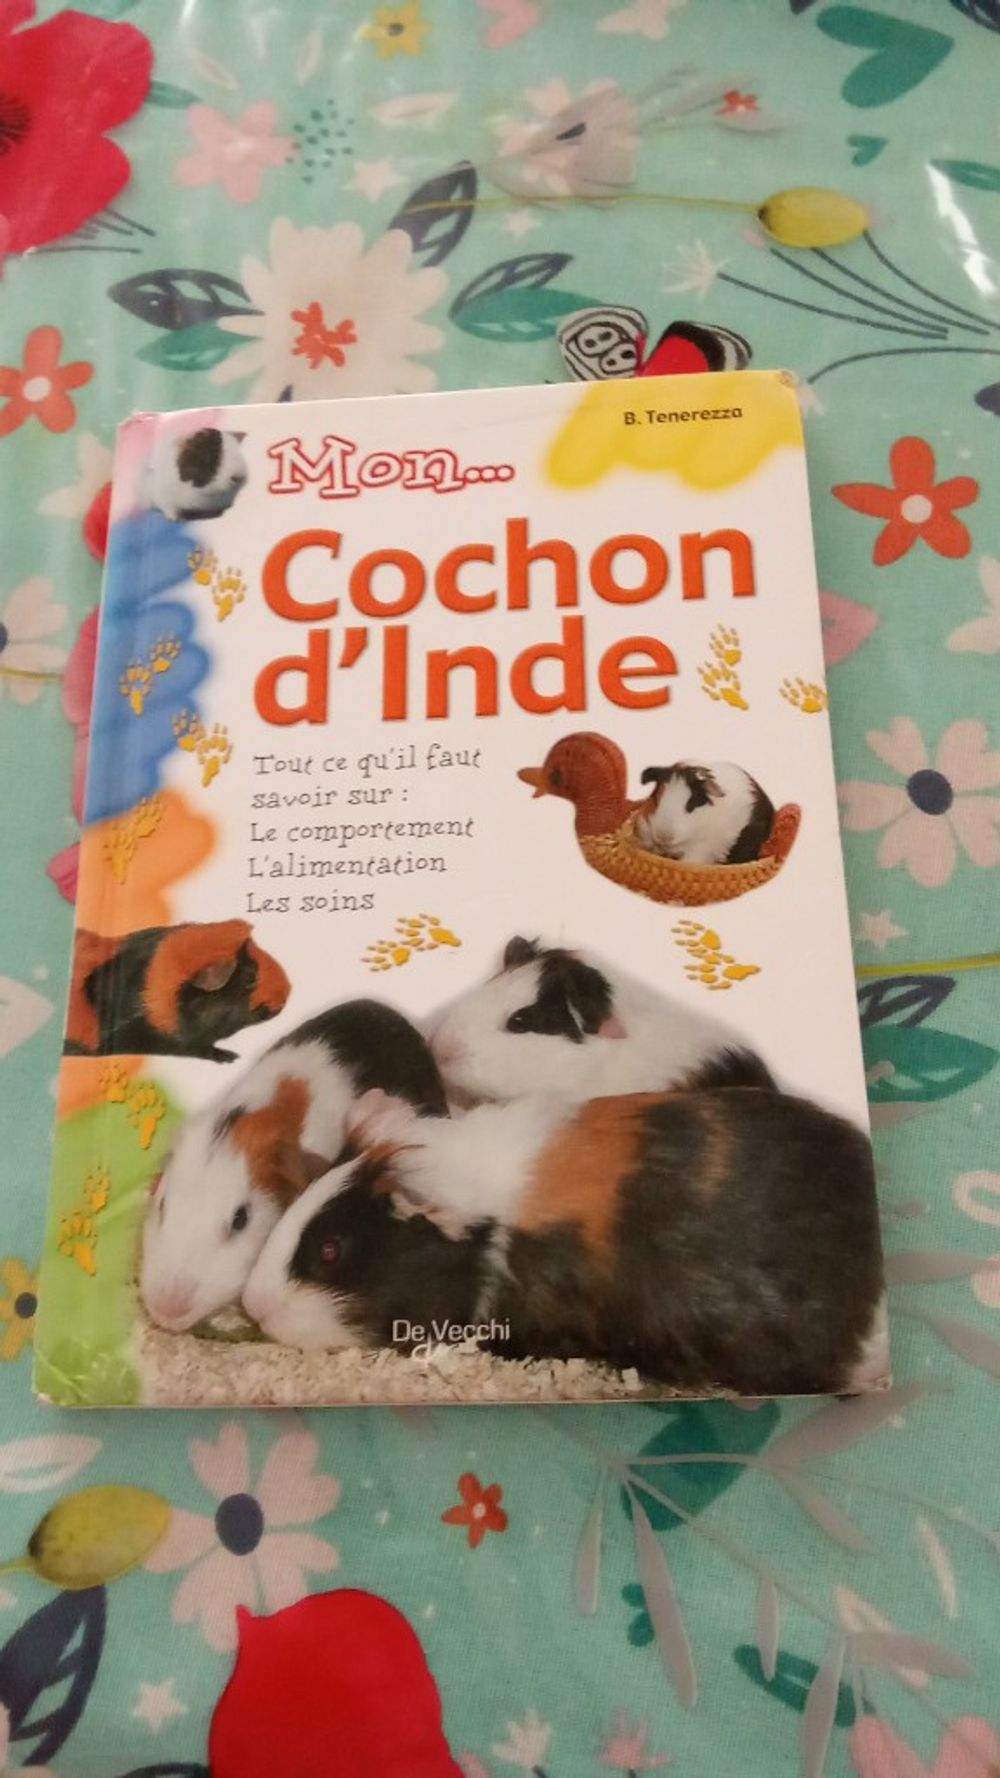 B. Tenerezza
Mon...
Cochon
d'Inde
Tout ce qu'il faut
savoir sur :
Le comportement
L'alimentation
Les soins
De Vecchi